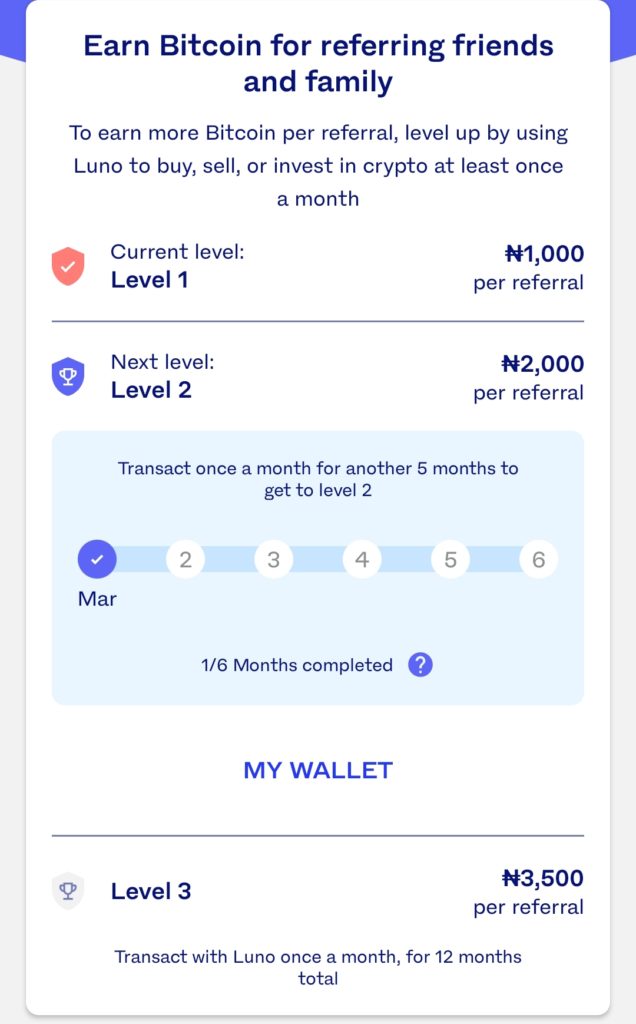 Earn Bitcoin for referring friends
and family
To earn more Bitcoin per referral, level up by using
Luno to buy, sell, or invest in crypto at least once
a month
Current level:
Level 1
₦1,000
per referral
Next level:
Level 2
₦2,000
per referral
Transact once a month for another 5 months to
get to level 2
2 3 4 5 6
Mar
1/6 Months completed ?
MY WALLET
Level 3
₦3,500
per referral
Transact with Luno once a month, for 12 months
total